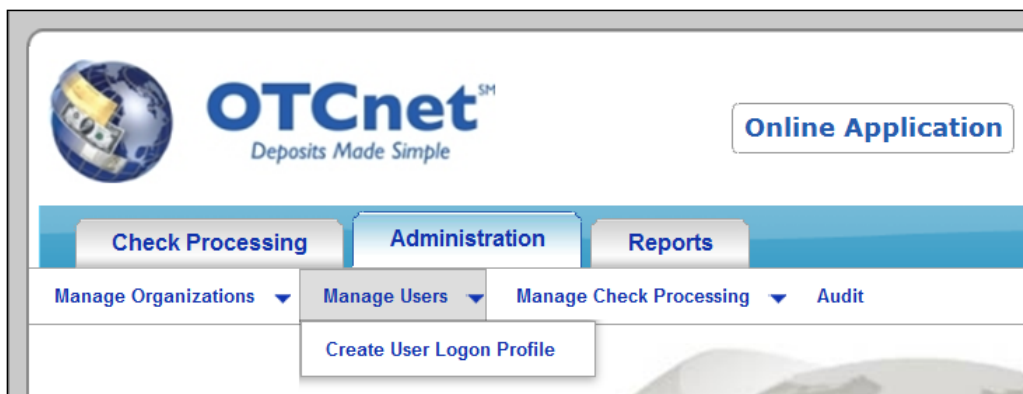 OTCnet SM
Deposits Made Simple
Online Application
Check Processing
Administration
Reports
Manage Organizations
Manage Users
Manage Check Processing
Audit
Create User Logon Profile